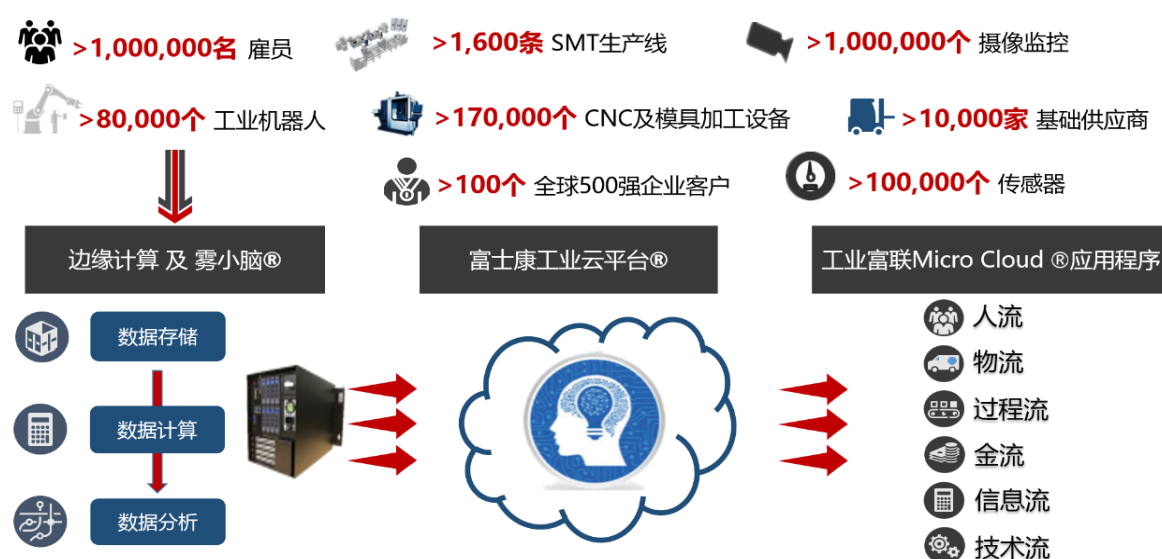 >1,000,000名 雇员
>1,600条 SMT生产线
>1,000,000个 摄像监控
>80,000个 工业机器人
>170,000个 CNC及模具加工设备
>10,000家 基础供应商
>100个 全球500强企业客户
>100,000个 传感器
边缘计算 及 雾小脑®
富士康工业云平台®
工业富联Micro Cloud ®应用程序
数据存储
数据计算
数据分析
人流
物流
过程流
金流
信息流
技术流